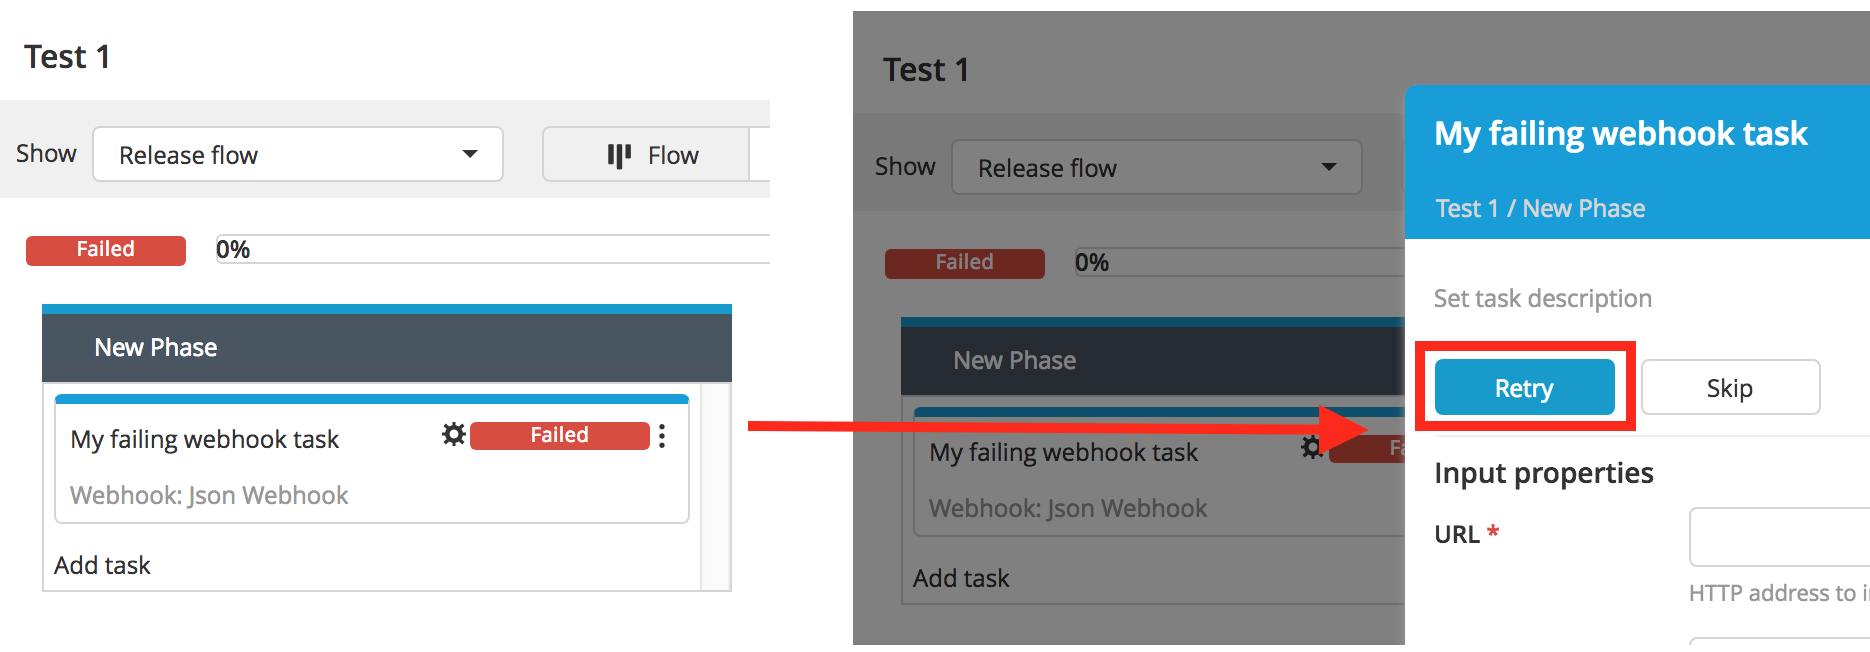 Test 1
Show
Release flow
Flow
Failed
0%
New Phase
My failing webhook task
Failed
Webhook: Json Webhook
Add task
Test 1
Show
Release flow
Failed
0%
New Phase
My failing webhook task
Webhook: Json Webhook
Add task
My failing webhook task
Test 1 / New Phase
Set task description
Retry
Skip
Input properties
URL *
HTTP address to